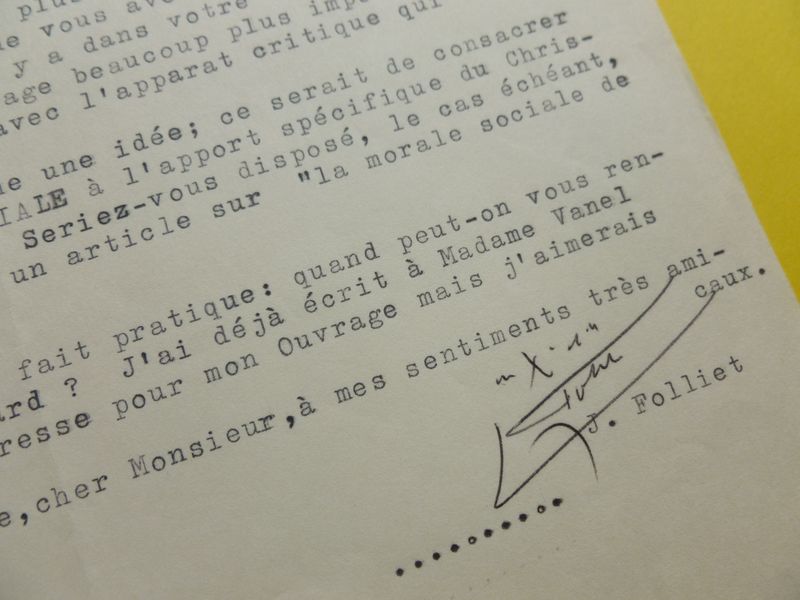 plus
e vous avez
y a dans votre
age beaucoup plus imp
avec l'apparat critique qui
e une idée; ce serait de consacrer
IALE à l'apport spécifique du Chris-
Seriez-vous disposé, le cas échéant,
un article sur "la morale sociale de
fait pratique: quand peut-on vous ren-
ard ? J'ai déjà écrit à Madame Vanel
resse pour mon Ouvrage mais j'aimerais
e,cher Monsieur,à mes sentiments très ami-
caux.
J. Folliet